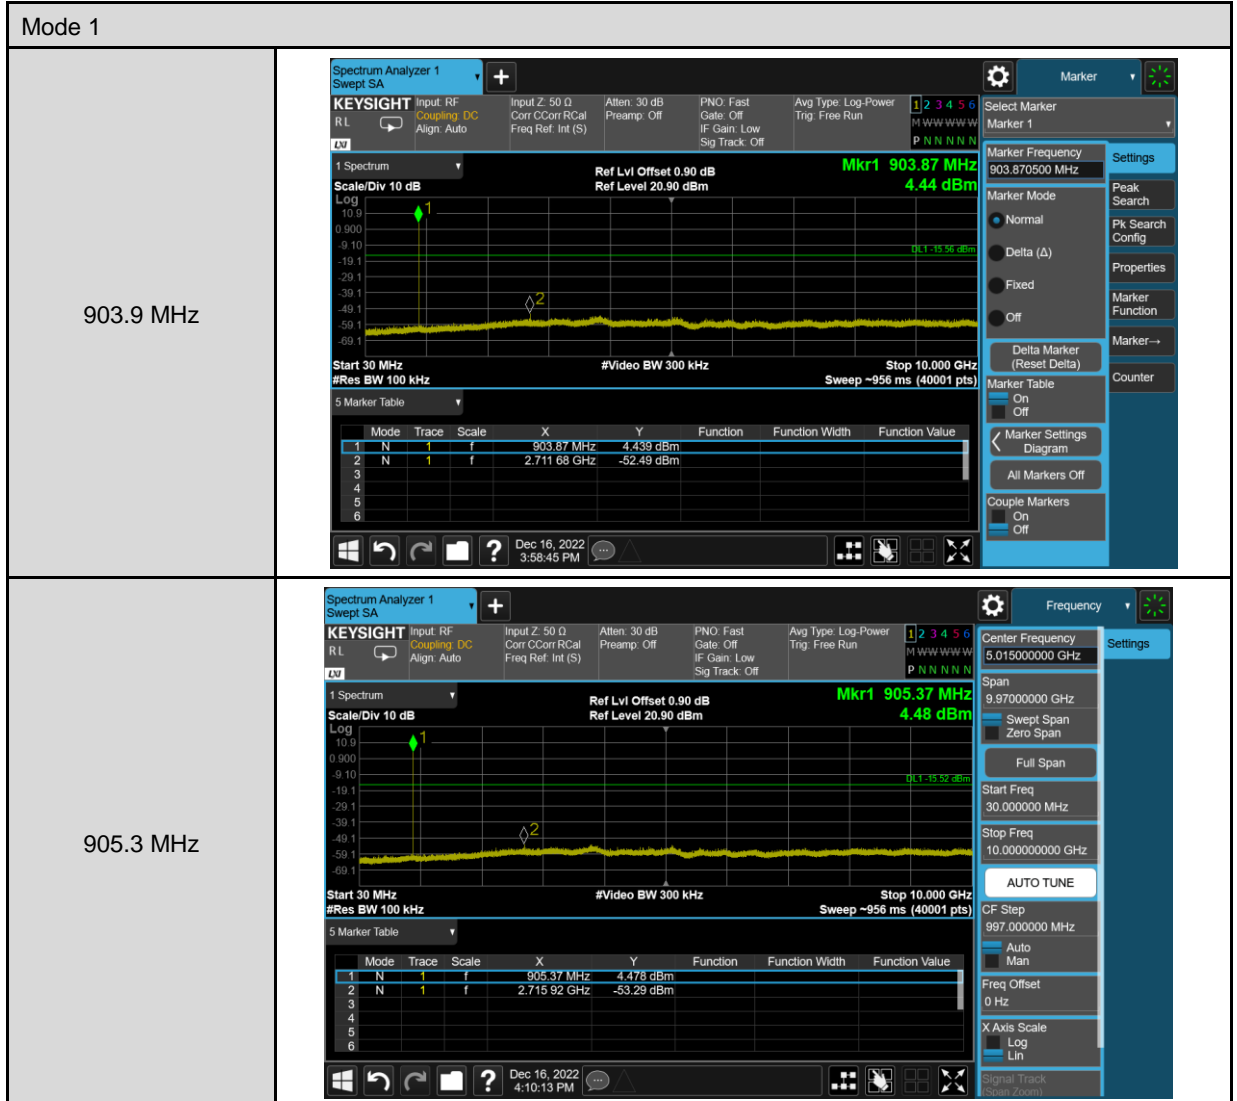 Mode 1
903.9 MHz
Spectrum Analyzer 1
Swept SA
Marker
KEYSIGHT Input: RF Input Z: 50 Ω Atten: 30 dB PNO: Fast Avg Type: Log-Power 1 2 3 4 5 6
RL Coupling: DC Corr CCorr RCal Preamp: Off Gate: Off Trig: Free Run M W W W W W
Align: Auto Freq Ref: Int (S) IF Gain: Low
LXI Sig Track: Off P N N N N N
1 Spectrum
Ref Lvl Offset 0.90 dB
Mkr1 903.87 MHz
Scale/Div 10 dB
Ref Level 20.90 dBm
4.44 dBm
Log
1
10.9
0.900
-9.10
DL1 -15.56 dBm
-19.1
-29.1
-39.1
2
-49.1
-59.1
-69.1
Start 30 MHz #Video BW 300 kHz Stop 10.000 GHz
#Res BW 100 kHz Sweep ~956 ms (40001 pts)
5 Marker Table
Mode Trace Scale X Y Function Function Width Function Value
1 N 1 f 903.87 MHz 4.439 dBm
2 N 1 f 2.711 68 GHz -52.49 dBm
3
4
5
6
? Dec 16, 2022
3:58:45 PM
Select Marker
Marker 1
Marker Frequency
903.870500 MHz
Marker Mode
Normal
Delta (Δ)
Fixed
Off
Delta Marker
(Reset Delta)
Marker Table
On
Off
Marker Settings
Diagram
All Markers Off
Couple Markers
On
Off
Settings
Peak
Search
Pk Search
Config
Properties
Marker
Function
Marker→
Counter
905.3 MHz
Spectrum Analyzer 1
Swept SA
Frequency
KEYSIGHT Input: RF Input Z: 50 Ω Atten: 30 dB PNO: Fast Avg Type: Log-Power 1 2 3 4 5 6
RL Coupling: DC Corr CCorr RCal Preamp: Off Gate: Off Trig: Free Run M W W W W W
Align: Auto Freq Ref: Int (S) IF Gain: Low
LXI Sig Track: Off P N N N N N
1 Spectrum
Ref Lvl Offset 0.90 dB
Mkr1 905.37 MHz
Scale/Div 10 dB
Ref Level 20.90 dBm
4.48 dBm
Log
1
10.9
0.900
-9.10
DL1 -15.52 dBm
-19.1
-29.1
-39.1
2
-49.1
-59.1
-69.1
Start 30 MHz #Video BW 300 kHz Stop 10.000 GHz
#Res BW 100 kHz Sweep ~956 ms (40001 pts)
5 Marker Table
Mode Trace Scale X Y Function Function Width Function Value
1 N 1 f 905.37 MHz 4.478 dBm
2 N 1 f 2.715 92 GHz -53.29 dBm
3
4
5
6
? Dec 16, 2022
4:10:13 PM
Center Frequency
5.015000000 GHz
Span
9.97000000 GHz
Swept Span
Zero Span
Full Span
Start Freq
30.000000 MHz
Stop Freq
10.000000000 GHz
AUTO TUNE
CF Step
997.000000 MHz
Auto
Man
Freq Offset
0 Hz
X Axis Scale
Log
Lin
Signal Track
(Span Zoom)
Settings